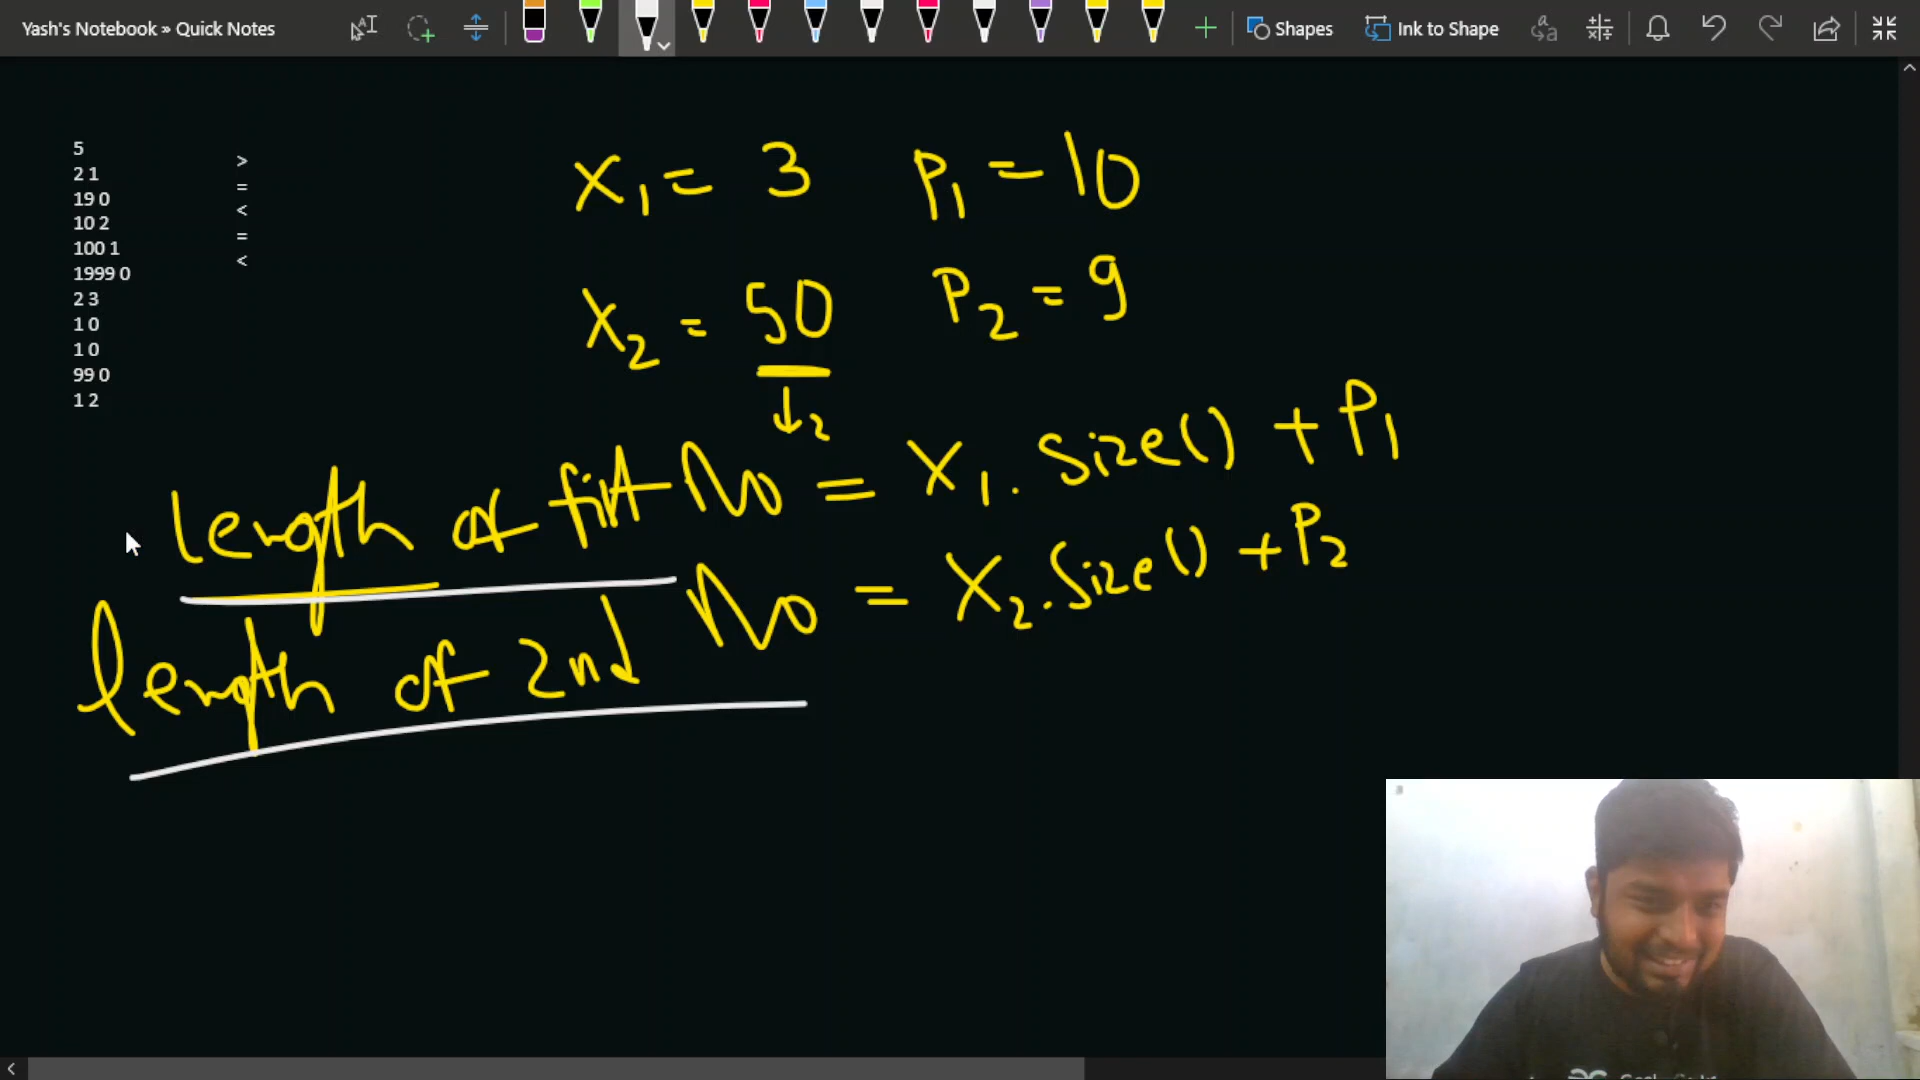 Yash's Notebook » Quick Notes
Shapes
Ink to Shape
5
2 1
19 0
10 2
100 1
1999 0
2 3
1 0
1 0
99 0
1 2
>
=
<
=
<
X1 = 3 P1 = 10
X2 = 50 P2 = 9
↓2
length of first No = X1.size() + P1
length of 2nd No = X2.size() + P2